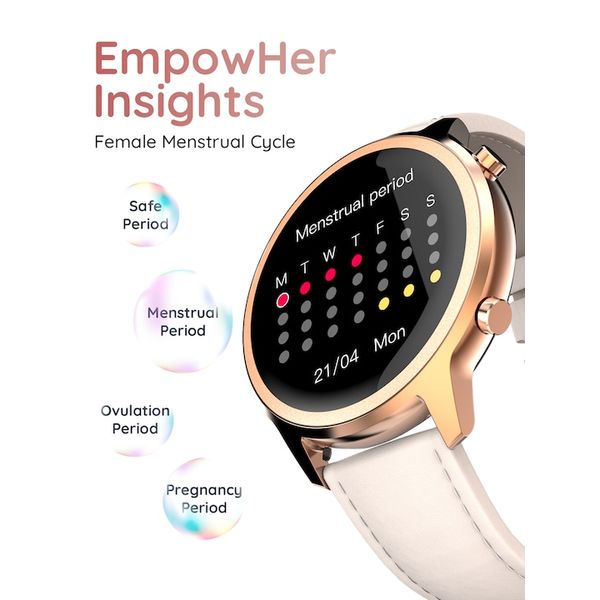 EmpowHer
Insights
Female Menstrual Cycle
Safe
Period
Menstrual
Period
Ovulation
Period
Pregnancy
Period
Menstrual period
M T W T F S S
21/04 Mon